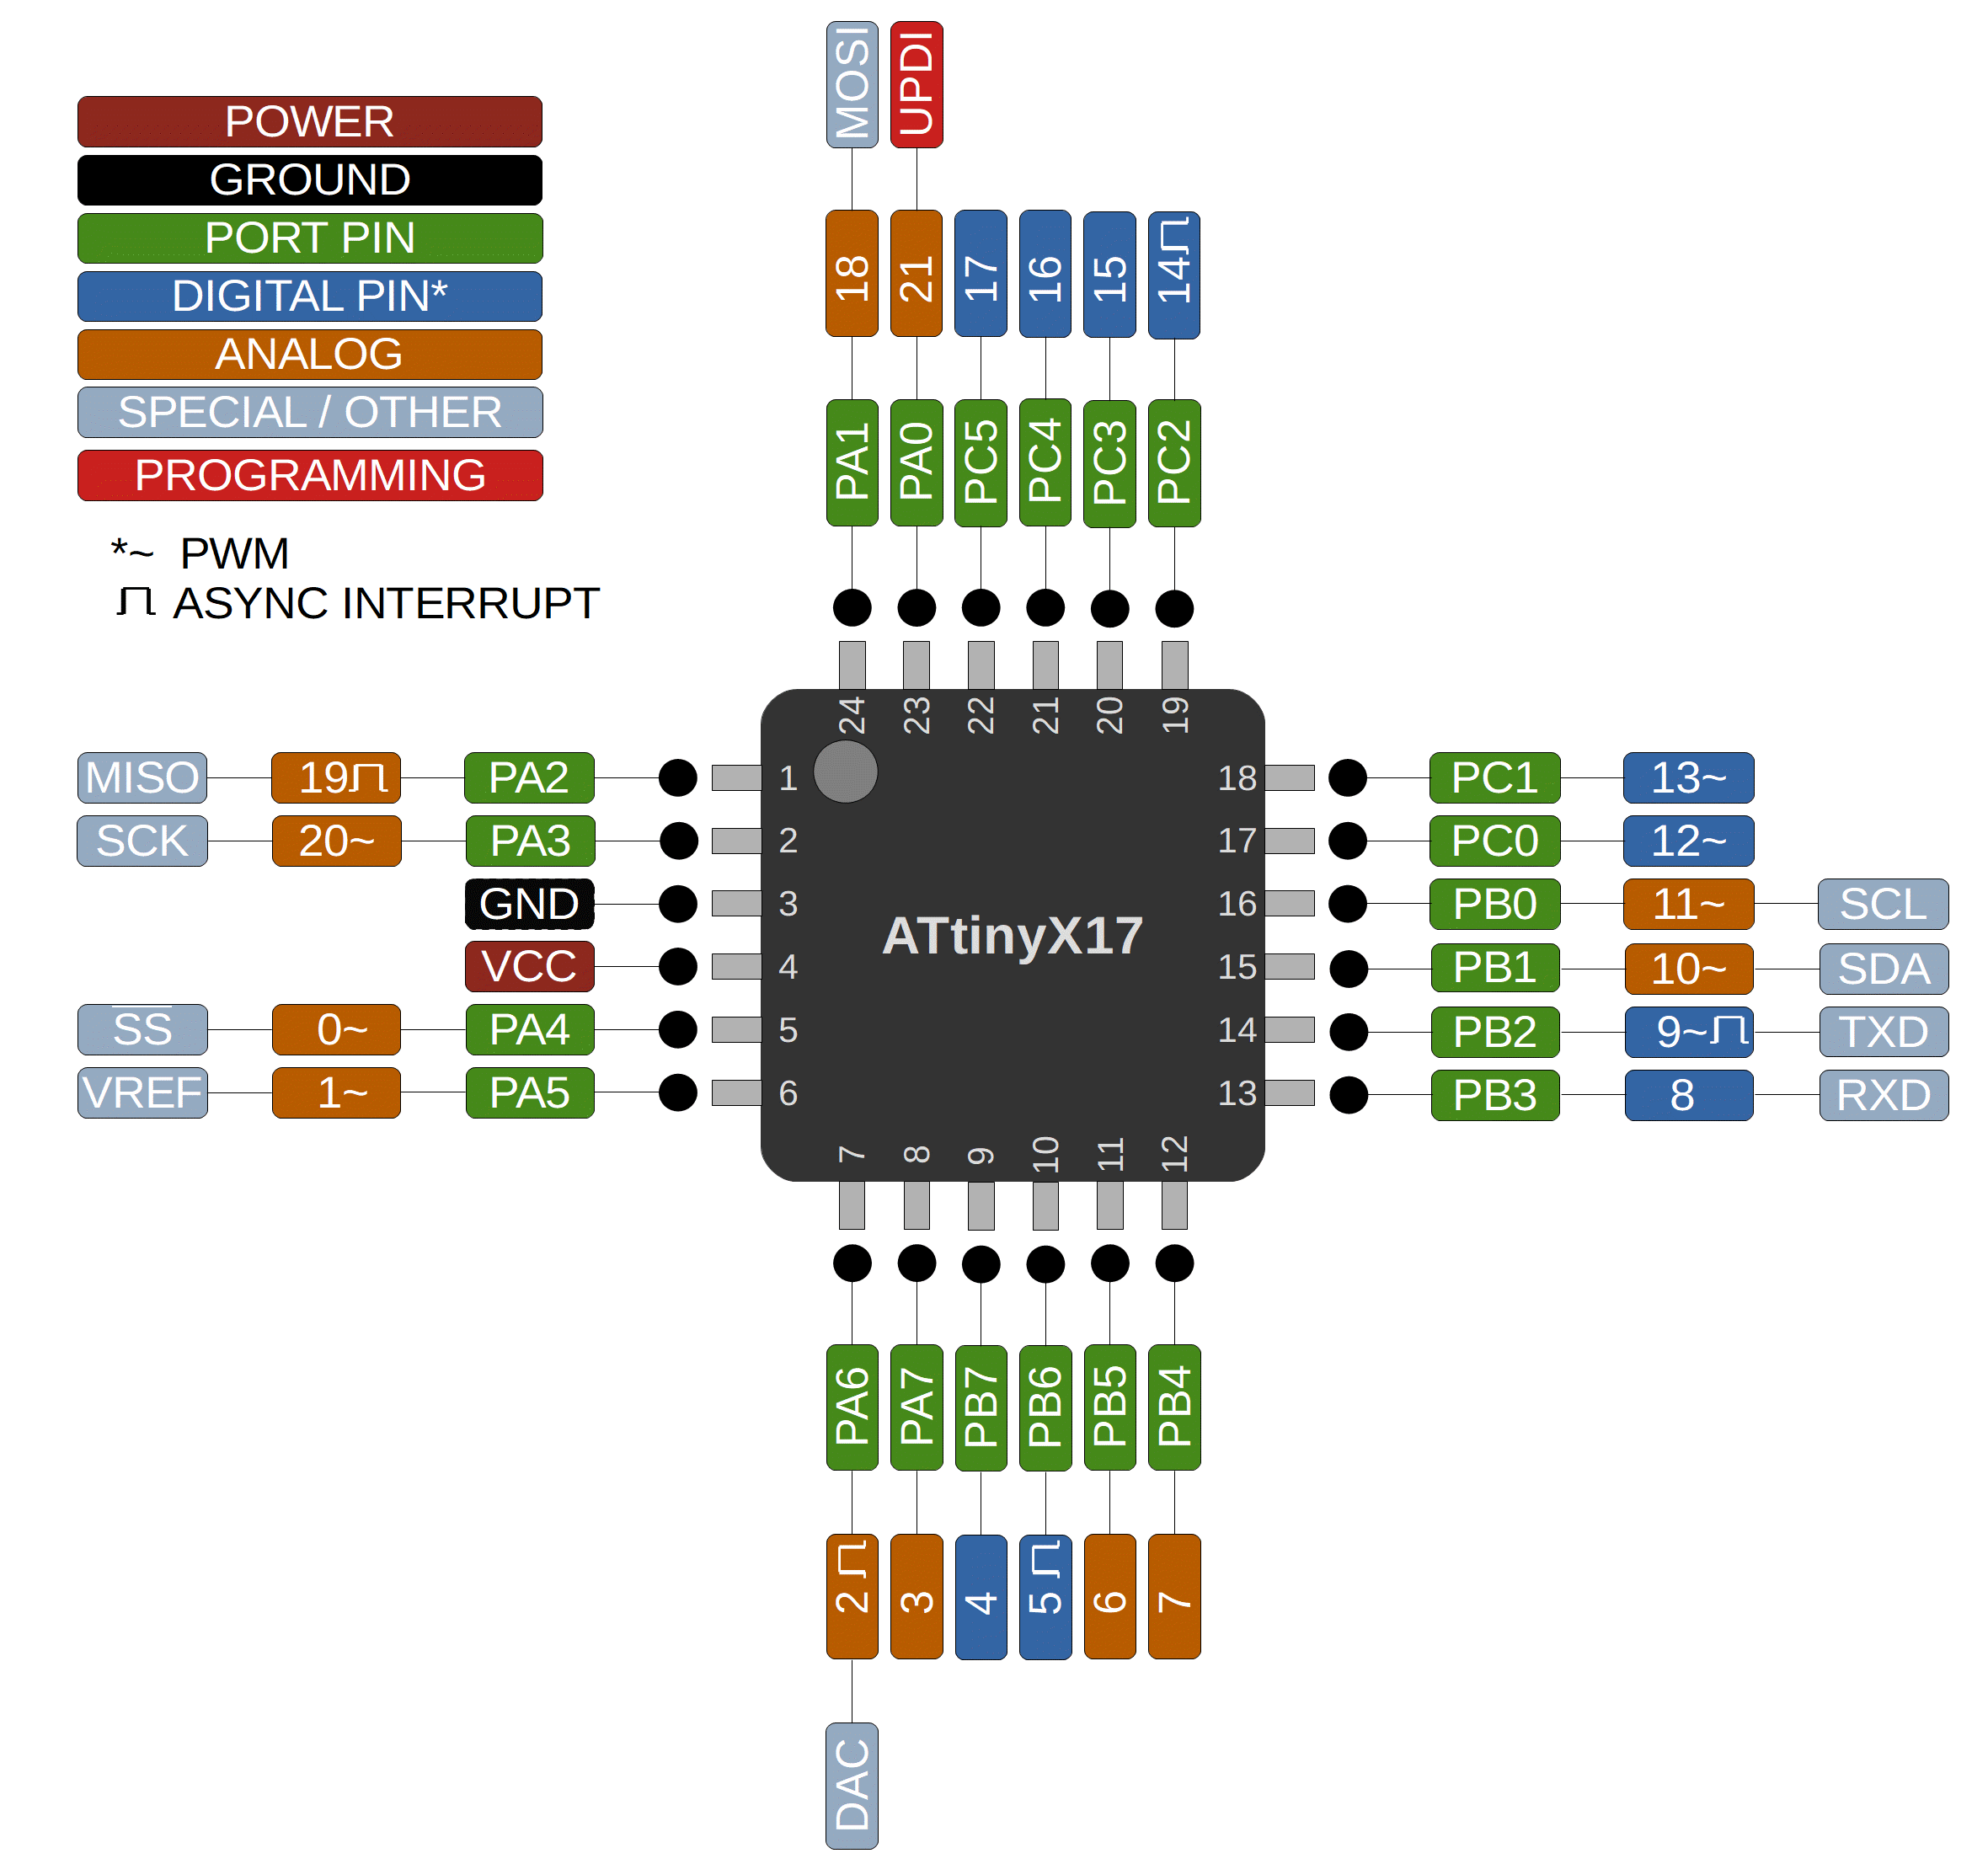 MOSI UPDI
POWER
GROUND
PORT PIN
DIGITAL PIN*
ANALOG
SPECIAL / OTHER
PROGRAMMING
*~ PWM
ASYNC INTERRUPT
18 21 17 16 15 14
PA1 PA0 PC5 PC4 PC3 PC2
24 23 22 21 20 19
MISO 19 PA2 1 18 PC1 13~
SCK 20~ PA3 2 17 PC0 12~
GND 3 16 PB0 11~ SCL
ATtinyX17
VCC 4 15 PB1 10~ SDA
SS 0~ PA4 5 14 PB2 9~ TXD
VREF 1~ PA5 6 13 PB3 8 RXD
7 8 9 10 11 12
PA6 PA7 PB7 PB6 PB5 PB4
2 3 4 5 6 7
DAC